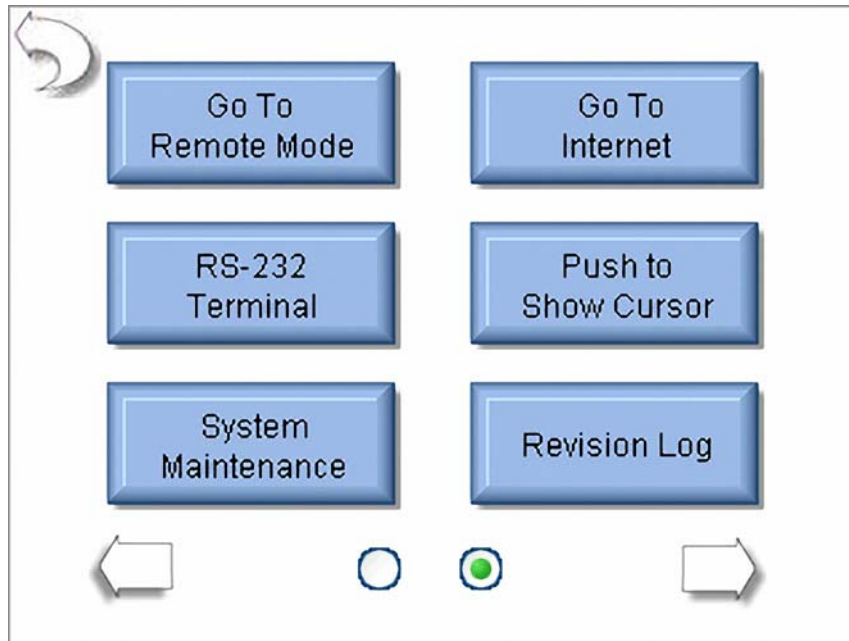 Go To
Remote Mode
Go To
Internet
RS-232
Terminal
Push to
Show Cursor
System
Maintenance
Revision Log